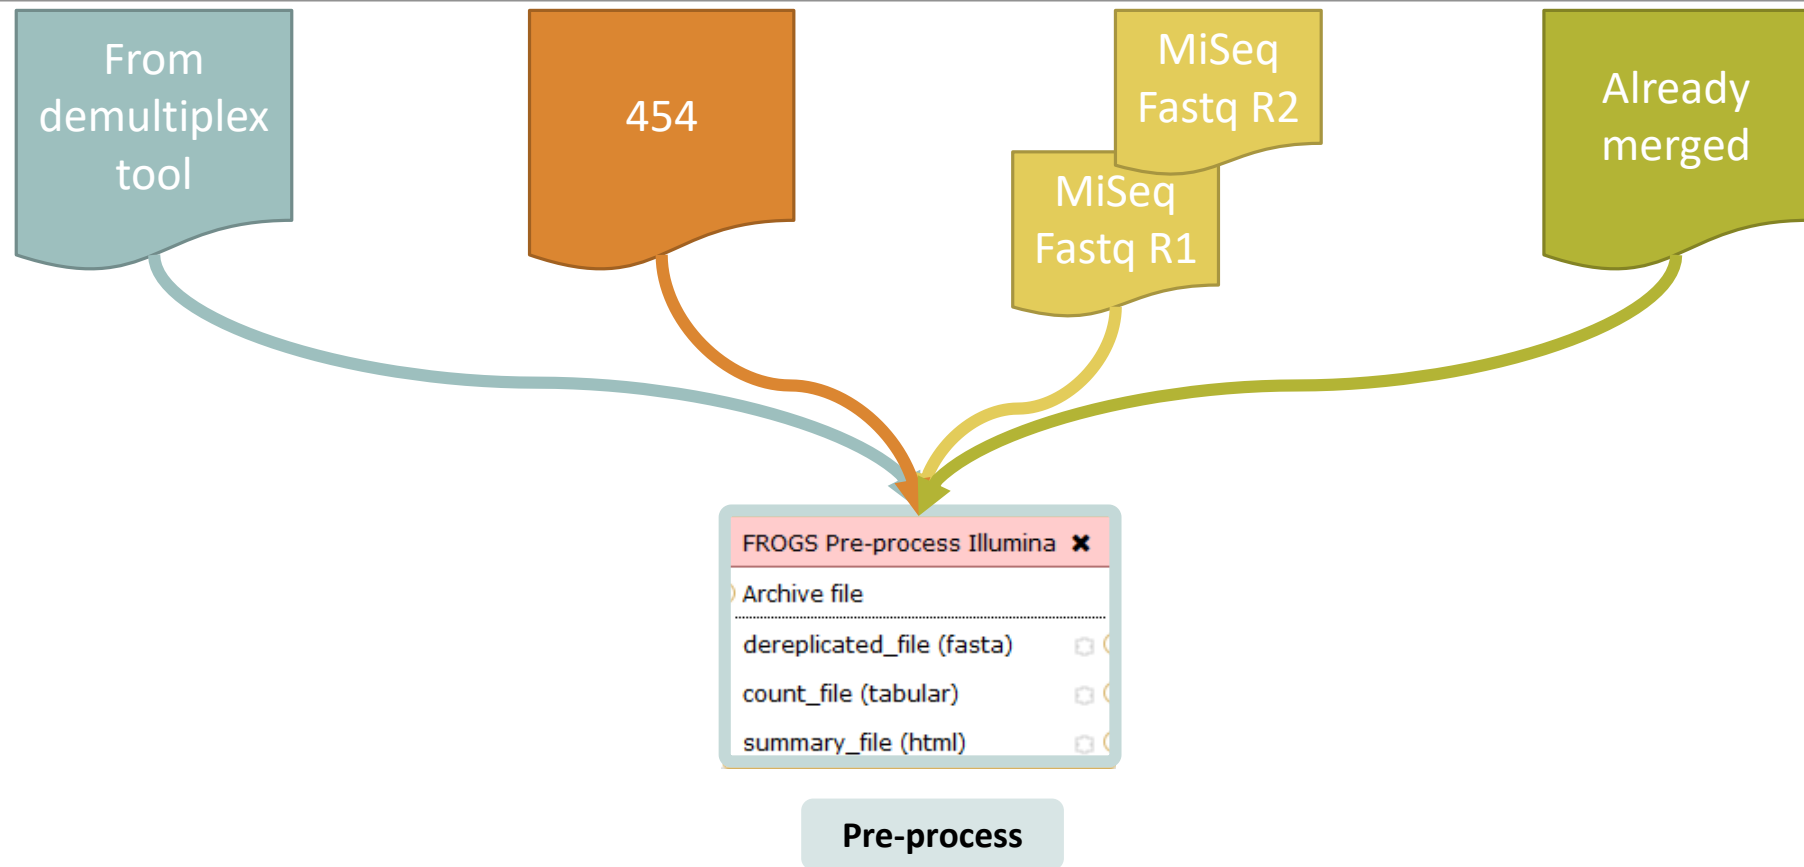 From
demultiplex
tool
454
MiSeq
Fastq R2
MiSeq
Fastq R1
Already
merged
FROGS Pre-process Illumina ✖
Archive file
dereplicated_file (fasta)
count_file (tabular)
summary_file (html)
Pre-process